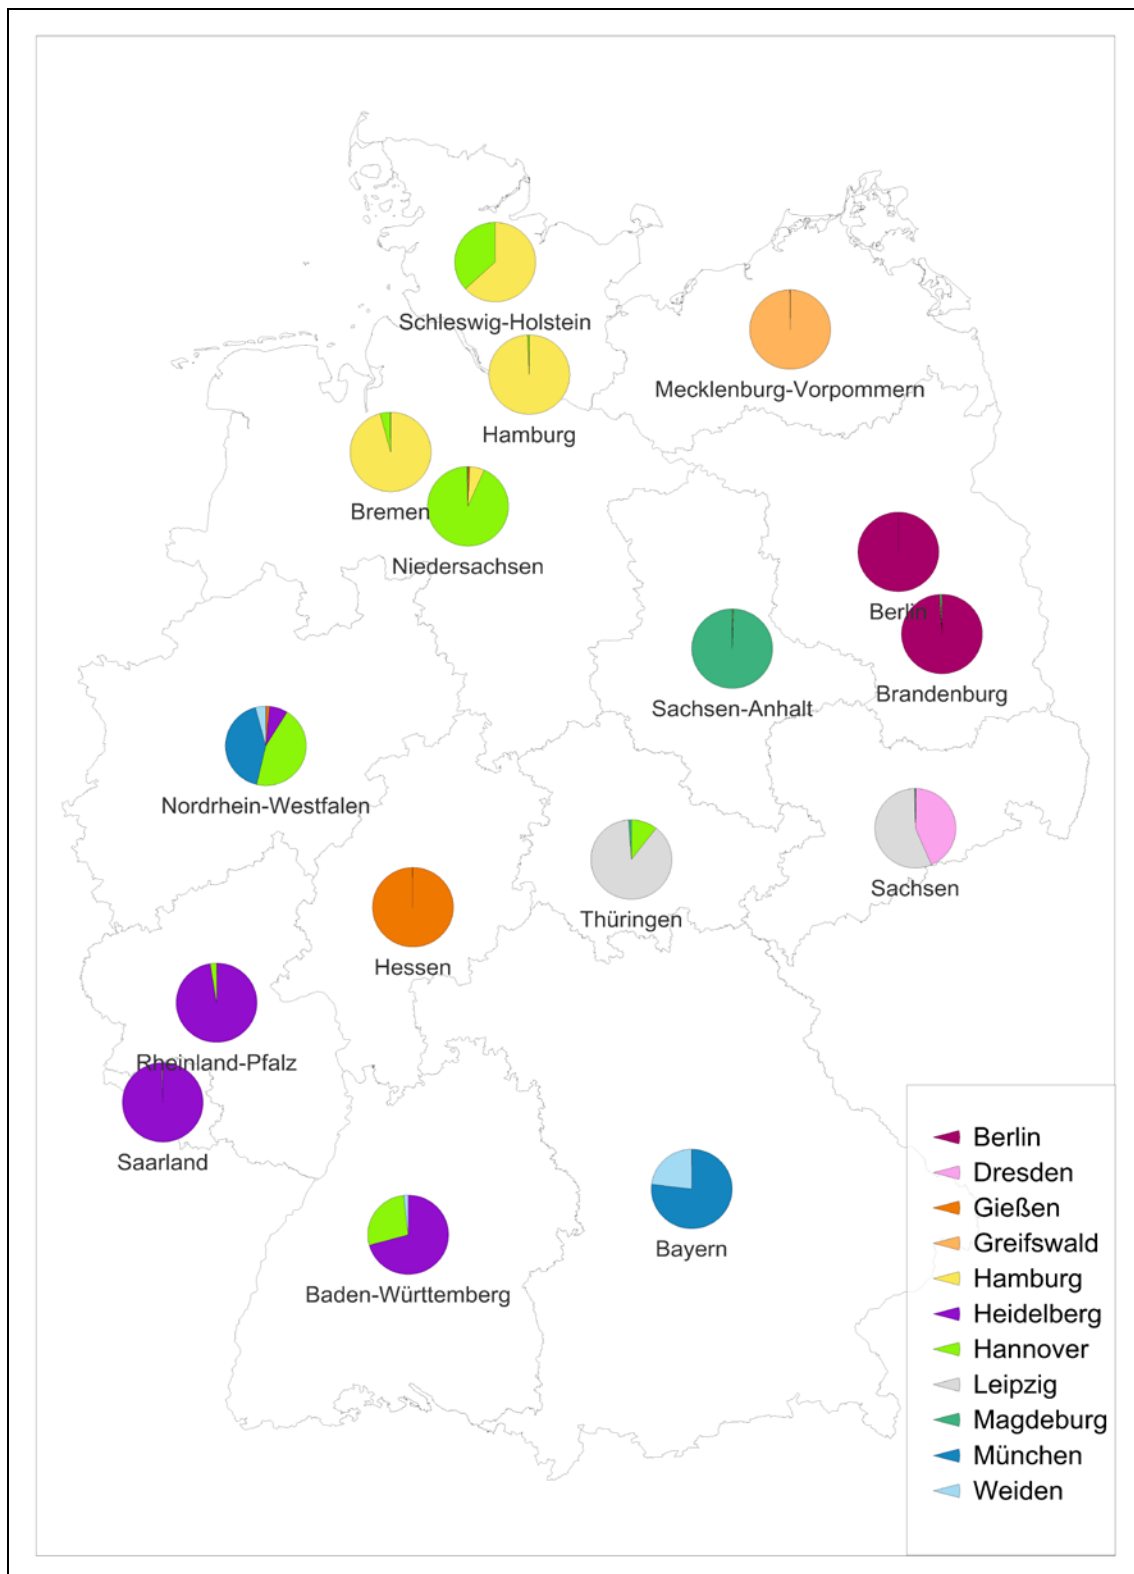 Schleswig-Holstein
Mecklenburg-Vorpommern
Hamburg
Bremen
Niedersachsen
Berlin
Brandenburg
Sachsen-Anhalt
Nordrhein-Westfalen
Sachsen
Thüringen
Hessen
Rheinland-Pfalz
Saarland
Bayern
Baden-Württemberg
Berlin
Dresden
Gießen
Greifswald
Hamburg
Heidelberg
Hannover
Leipzig
Magdeburg
München
Weiden